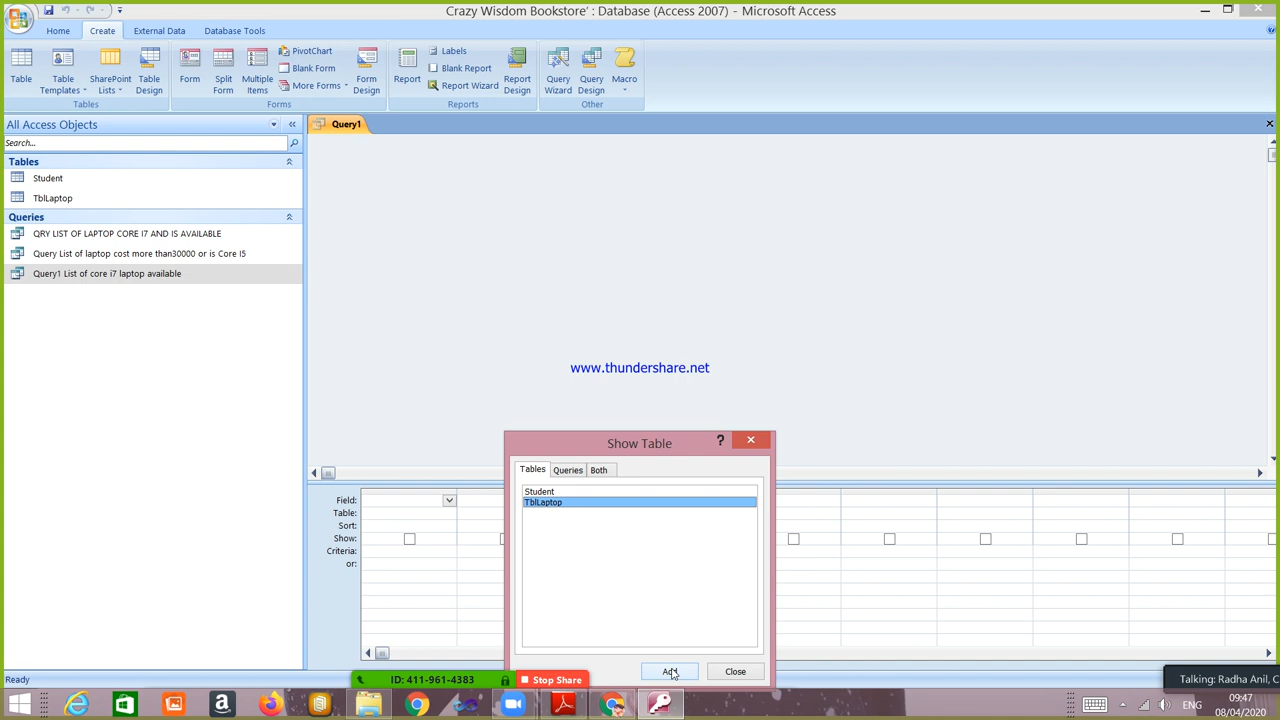 Crazy Wisdom Bookstore' : Database (Access 2007) - Microsoft Access
Home Create External Data Database Tools
Table
Table Templates
SharePoint Lists
Table Design
Tables
Form
Split Form
Multiple Items
PivotChart
Blank Form
More Forms
Form Design
Forms
Report
Labels
Blank Report
Report Wizard
Report Design
Reports
Query Wizard
Query Design
Macro
Other
All Access Objects
Search...
Tables
Student
TblLaptop
Queries
QRY LIST OF LAPTOP CORE I7 AND IS AVAILABLE
Query List of laptop cost more than30000 or is Core I5
Query1 List of core i7 laptop available
Query1
www.thundershare.net
Show Table
?
Tables Queries Both
Student
TblLaptop
Add Close
Field:
Table:
Sort:
Show:
Criteria:
or:
Ready
ID: 411-961-4383
Stop Share
Talking: Radha Anil, C
ENG
09:47
08/04/2020